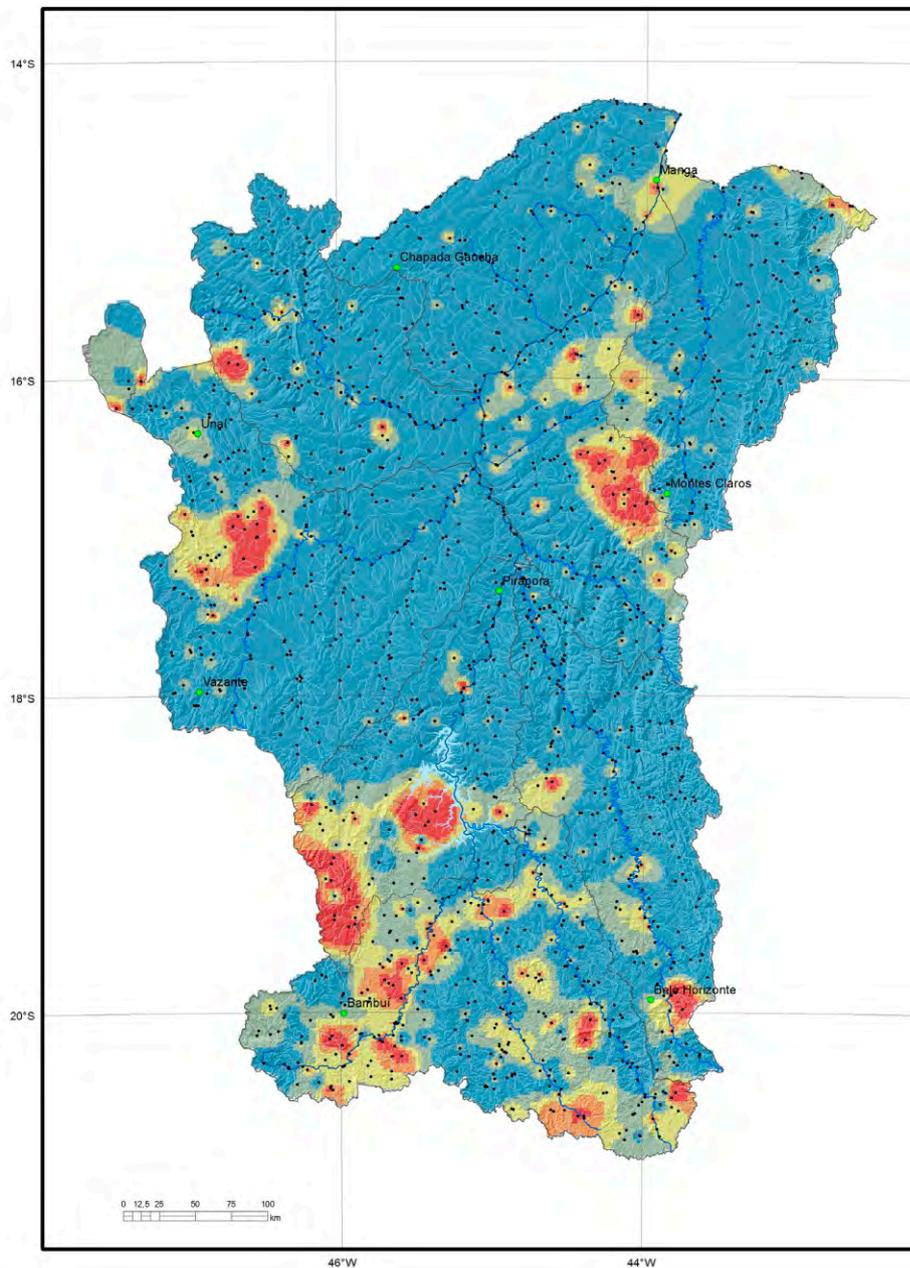 14°S
Manga
Chapada Gaúcha
16°S
Unaí
Montes Claros
Pirapora
Vazante
18°S
Belo Horizonte
Bambuí
20°S
0 12,5 25 50 75 100
km
46°W 44°W